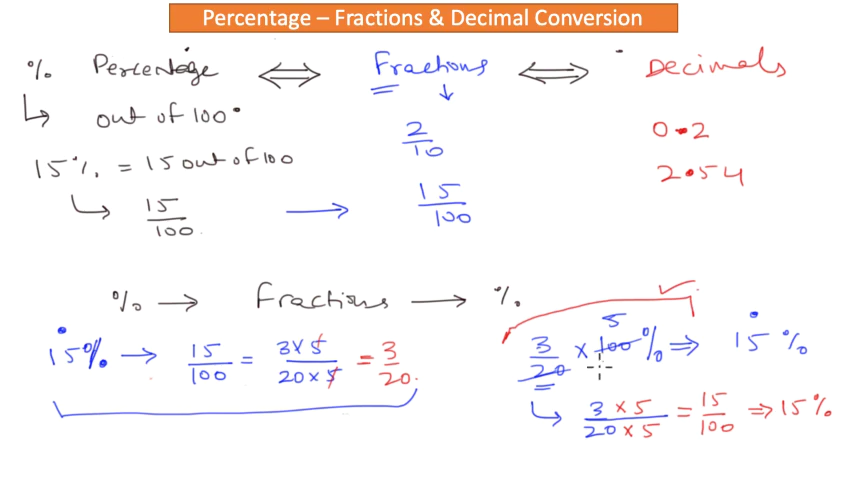 Percentage – Fractions & Decimal Conversion
% Percentage ⟺ Fractions ⟺ Decimals
↳ out of 100 ↓
2/10 0.2
15% = 15 out of 100 2.54
↳ 15/100 → 15/100
% → Fractions → %
15% → 15/100 = 3×5/20×5 = 3/20
3/20 × 100% ⇒ 15%
5
↳ 3×5/20×5 = 15/100 ⇒ 15%